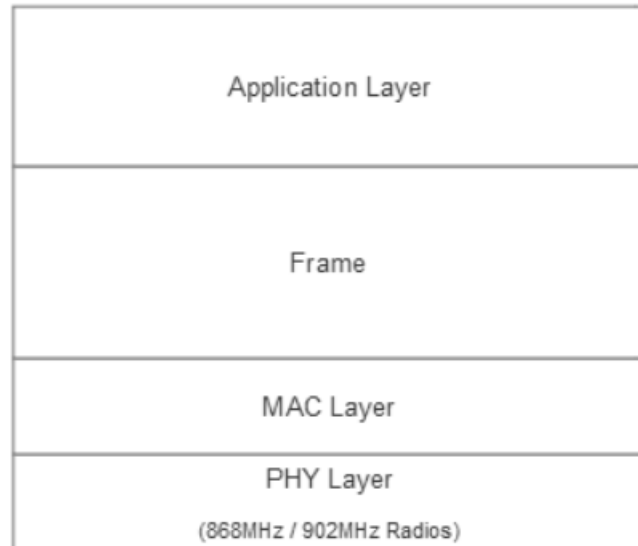 Application Layer
Frame
MAC Layer
PHY Layer
(868MHz / 902MHz Radios)